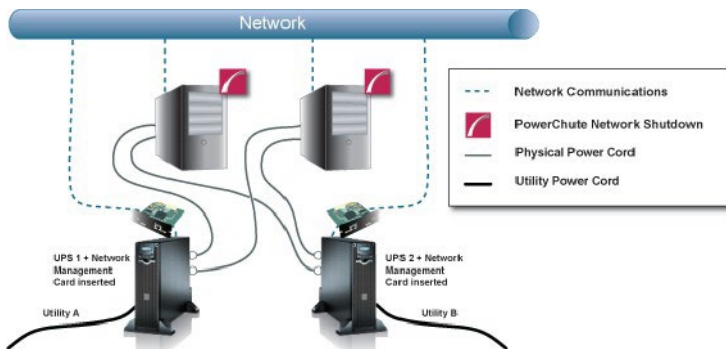 Network
Network Communications
PowerChute Network Shutdown
Physical Power Cord
Utility Power Cord
UPS 1 + Network
Management
Card inserted
UPS 2 + Network
Management
Card inserted
Utility A
Utility B